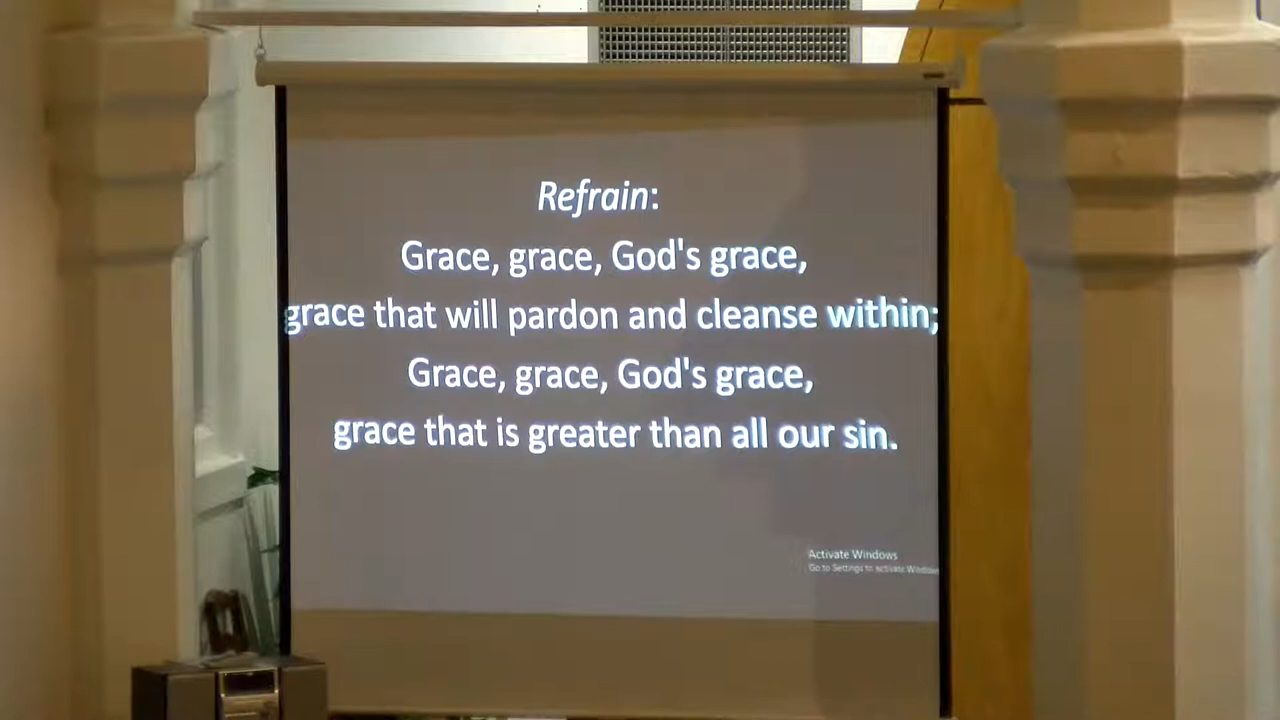 Refrain:
Grace, grace, God's grace,
grace that will pardon and cleanse within;
Grace, grace, God's grace,
grace that is greater than all our sin.
Activate Windows
Go to Settings to activate Windows